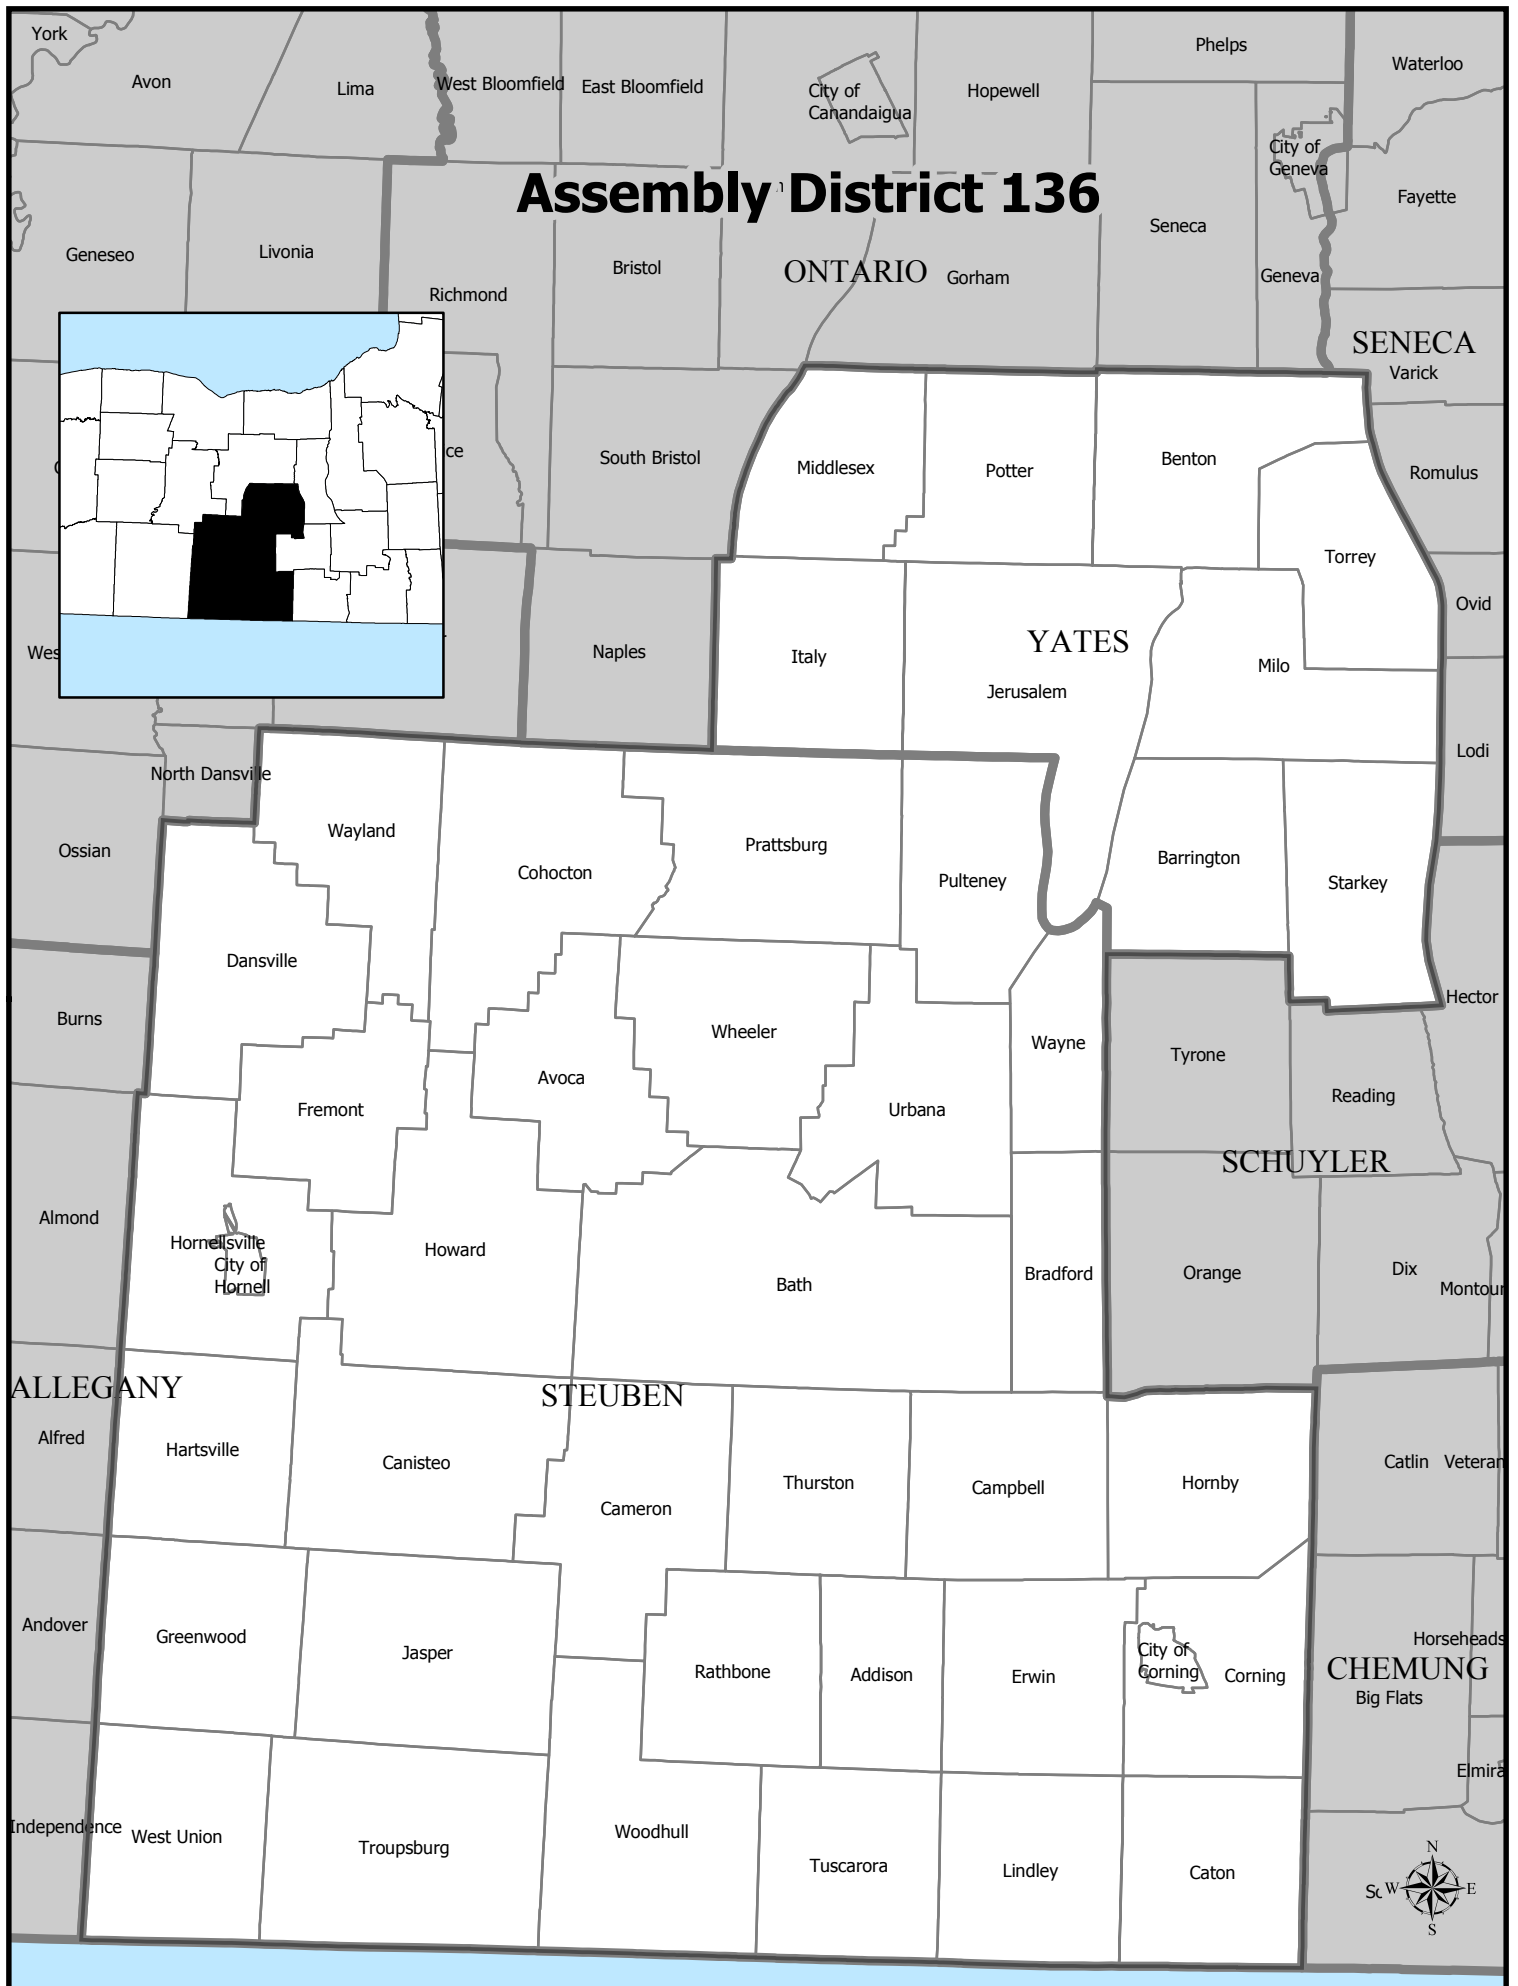 York
Avon
Lima
West Bloomfield
East Bloomfield
City of
Canandaigua
Hopewell
Phelps
Waterloo
City of
Geneva
Fayette
Assembly District 136
Geneseo
Livonia
Richmond
Bristol
ONTARIO
Gorham
Seneca
Geneva
SENECA
Varick
South Bristol
Middlesex
Potter
Benton
Romulus
Torrey
Ovid
Naples
Italy
YATES
Jerusalem
Milo
Lodi
North Dansville
Ossian
Wayland
Cohocton
Prattsburg
Pulteney
Barrington
Starkey
Dansville
Hector
Burns
Wheeler
Wayne
Tyrone
Avoca
Fremont
Urbana
Reading
SCHUYLER
Almond
Hornellsville
City of
Hornell
Howard
Bath
Bradford
Orange
Dix
Montour
ALLEGANY
STEUBEN
Alfred
Hartsville
Canisteo
Cameron
Thurston
Campbell
Hornby
Catlin
Veteran
Andover
Greenwood
Jasper
Rathbone
Addison
Erwin
City of
Corning
Corning
Horseheads
CHEMUNG
Big Flats
Elmira
Independence
West Union
Troupsburg
Woodhull
Tuscarora
Lindley
Caton
N
W
E
S